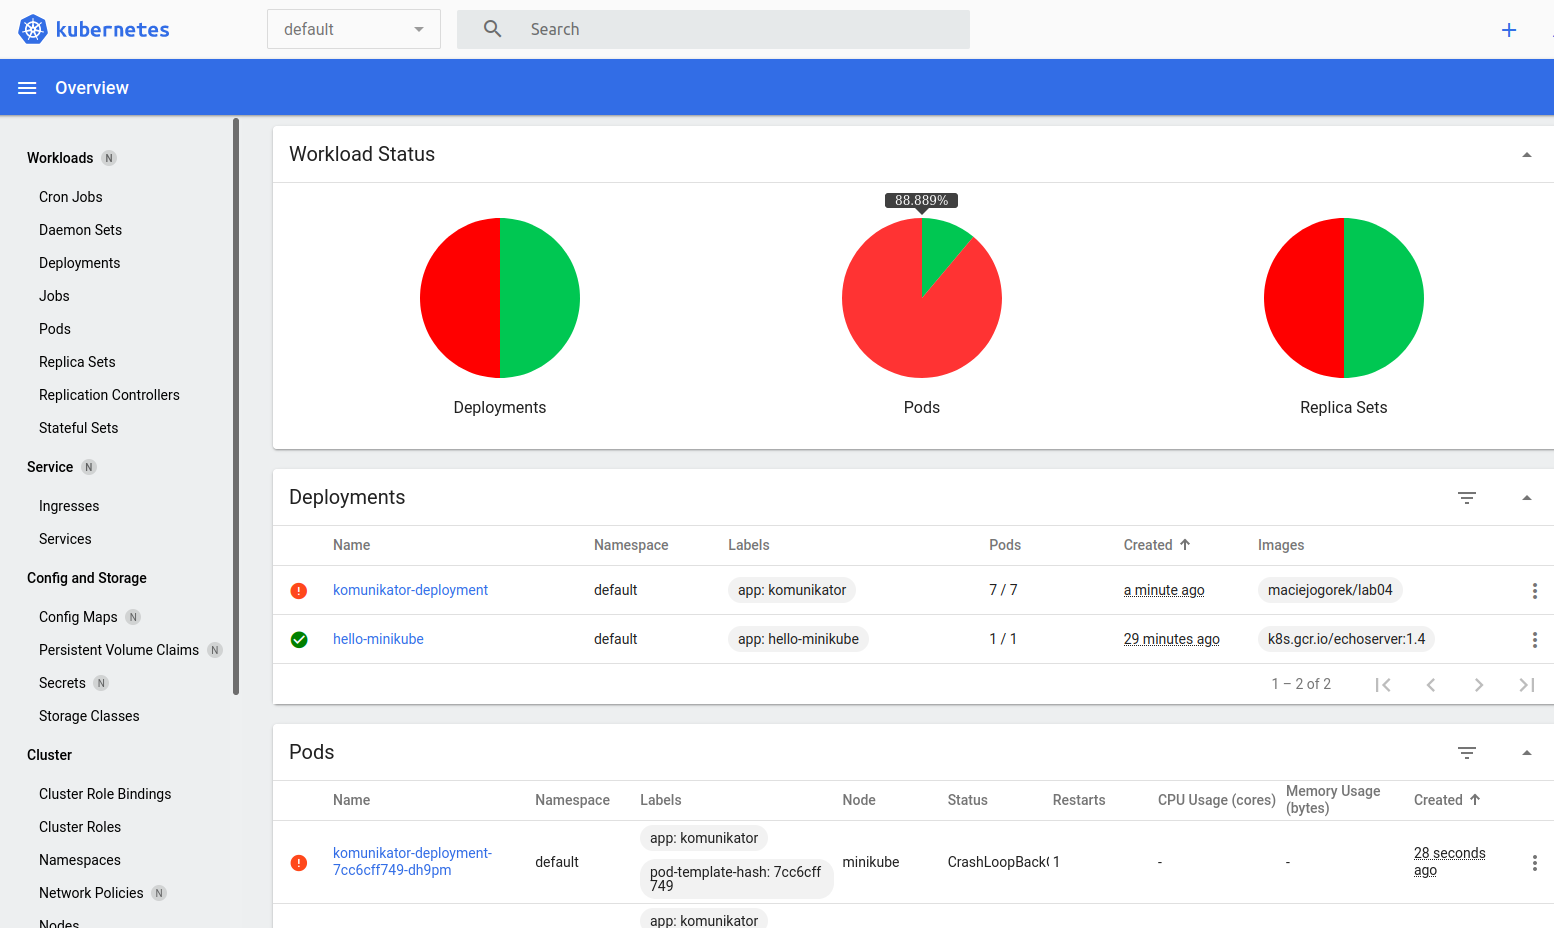 kubernetes
default
Search
Overview
Workloads N
Cron Jobs
Daemon Sets
Deployments
Jobs
Pods
Replica Sets
Replication Controllers
Stateful Sets
Service N
Ingresses
Services
Config and Storage
Config Maps N
Persistent Volume Claims N
Secrets N
Storage Classes
Cluster
Cluster Role Bindings
Cluster Roles
Namespaces
Network Policies N
Nodes
Workload Status
88.889%
Deployments Pods Replica Sets
Deployments
Name Namespace Labels Pods Created Images
komunikator-deployment default app: komunikator 7 / 7 a minute ago maciejogorek/lab04
hello-minikube default app: hello-minikube 1 / 1 29 minutes ago k8s.gcr.io/echoserver:1.4
1 – 2 of 2
Pods
Name Namespace Labels Node Status Restarts CPU Usage (cores) Memory Usage
(bytes) Created
app: komunikator
komunikator-deployment-
7cc6cff749-dh9pm
default
pod-template-hash: 7cc6cff
749
minikube CrashLoopBack 1 - -
28 seconds
ago
app: komunikator